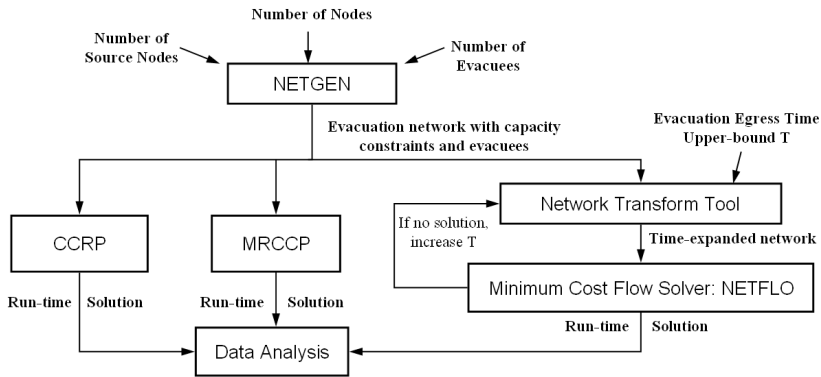 Number of Nodes
Number of
Source Nodes
Number of
Evacuees
NETGEN
Evacuation network with capacity
constraints and evacuees
Evacuation Egress Time
Upper-bound T
CCRP
MRCCP
Network Transform Tool
If no solution,
increase T
Time-expanded network
Minimum Cost Flow Solver: NETFLO
Run-time Solution
Run-time Solution
Run-time Solution
Data Analysis